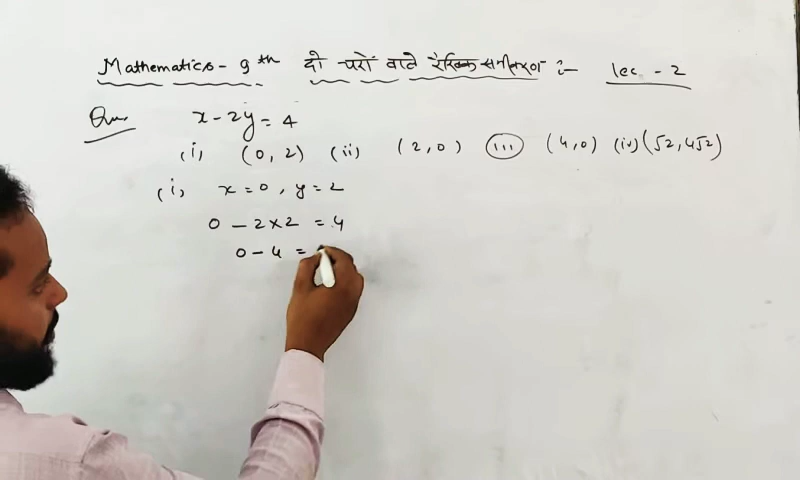 Mathematics - 9th दो चरों वाले रैखिक समीकरण :- lec - 2
Que x - 2y = 4
(i) (0, 2) (ii) (2, 0) (iii) (4, 0) (iv) (√2, 4√2)
(i) x = 0, y = 2
0 - 2 × 2 = 4
0 - 4 =